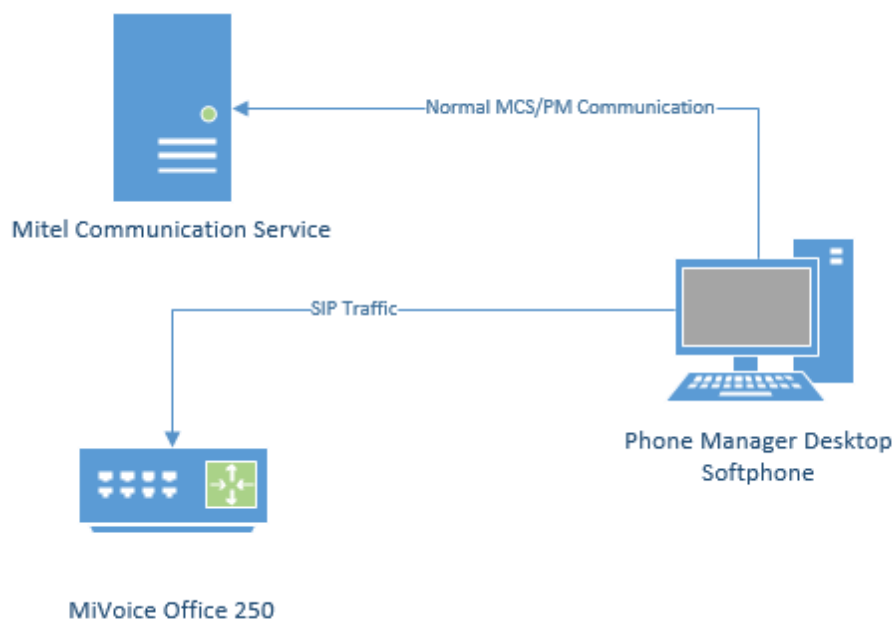 Normal MCS/PM Communication
Mitel Communication Service
SIP Traffic
Phone Manager Desktop
Softphone
MiVoice Office 250